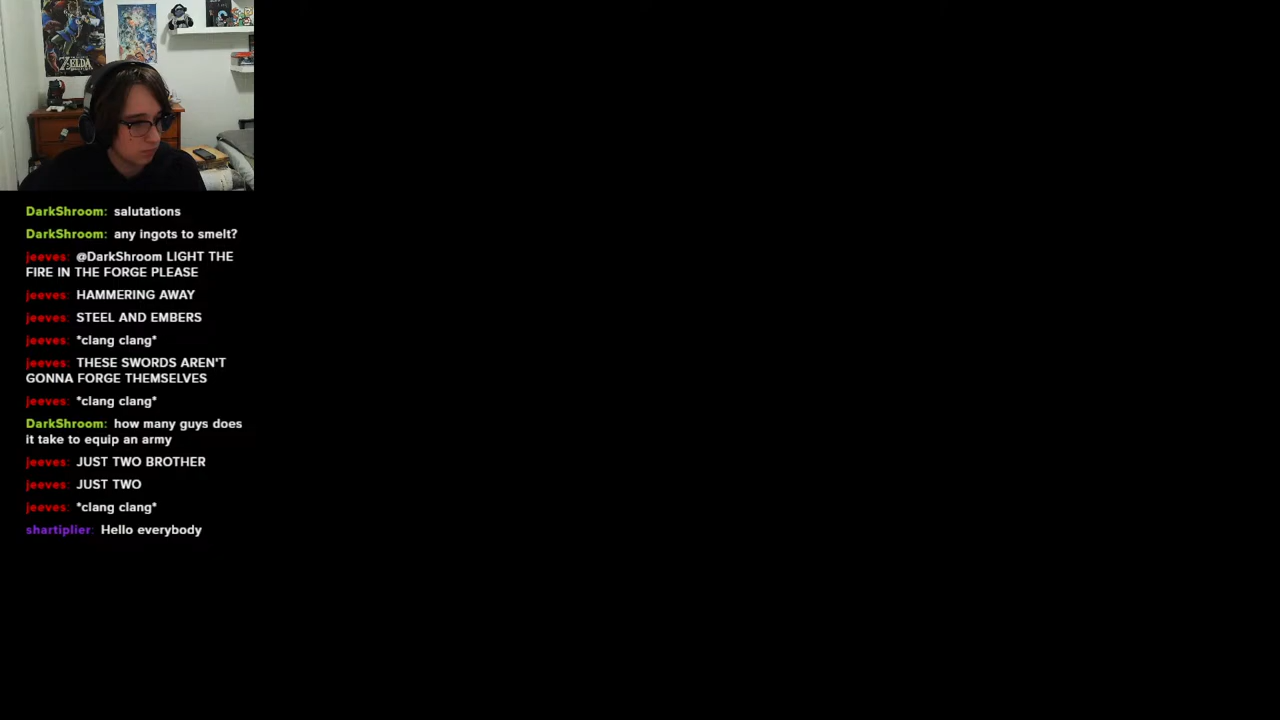 ZELDA
DarkShroom: salutations
DarkShroom: any ingots to smelt?
jeeves: @DarkShroom LIGHT THE
FIRE IN THE FORGE PLEASE
jeeves: HAMMERING AWAY
jeeves: STEEL AND EMBERS
jeeves: *clang clang*
jeeves: THESE SWORDS AREN'T
GONNA FORGE THEMSELVES
jeeves: *clang clang*
DarkShroom: how many guys does
it take to equip an army
jeeves: JUST TWO BROTHER
jeeves: JUST TWO
jeeves: *clang clang*
shartiplier: Hello everybody